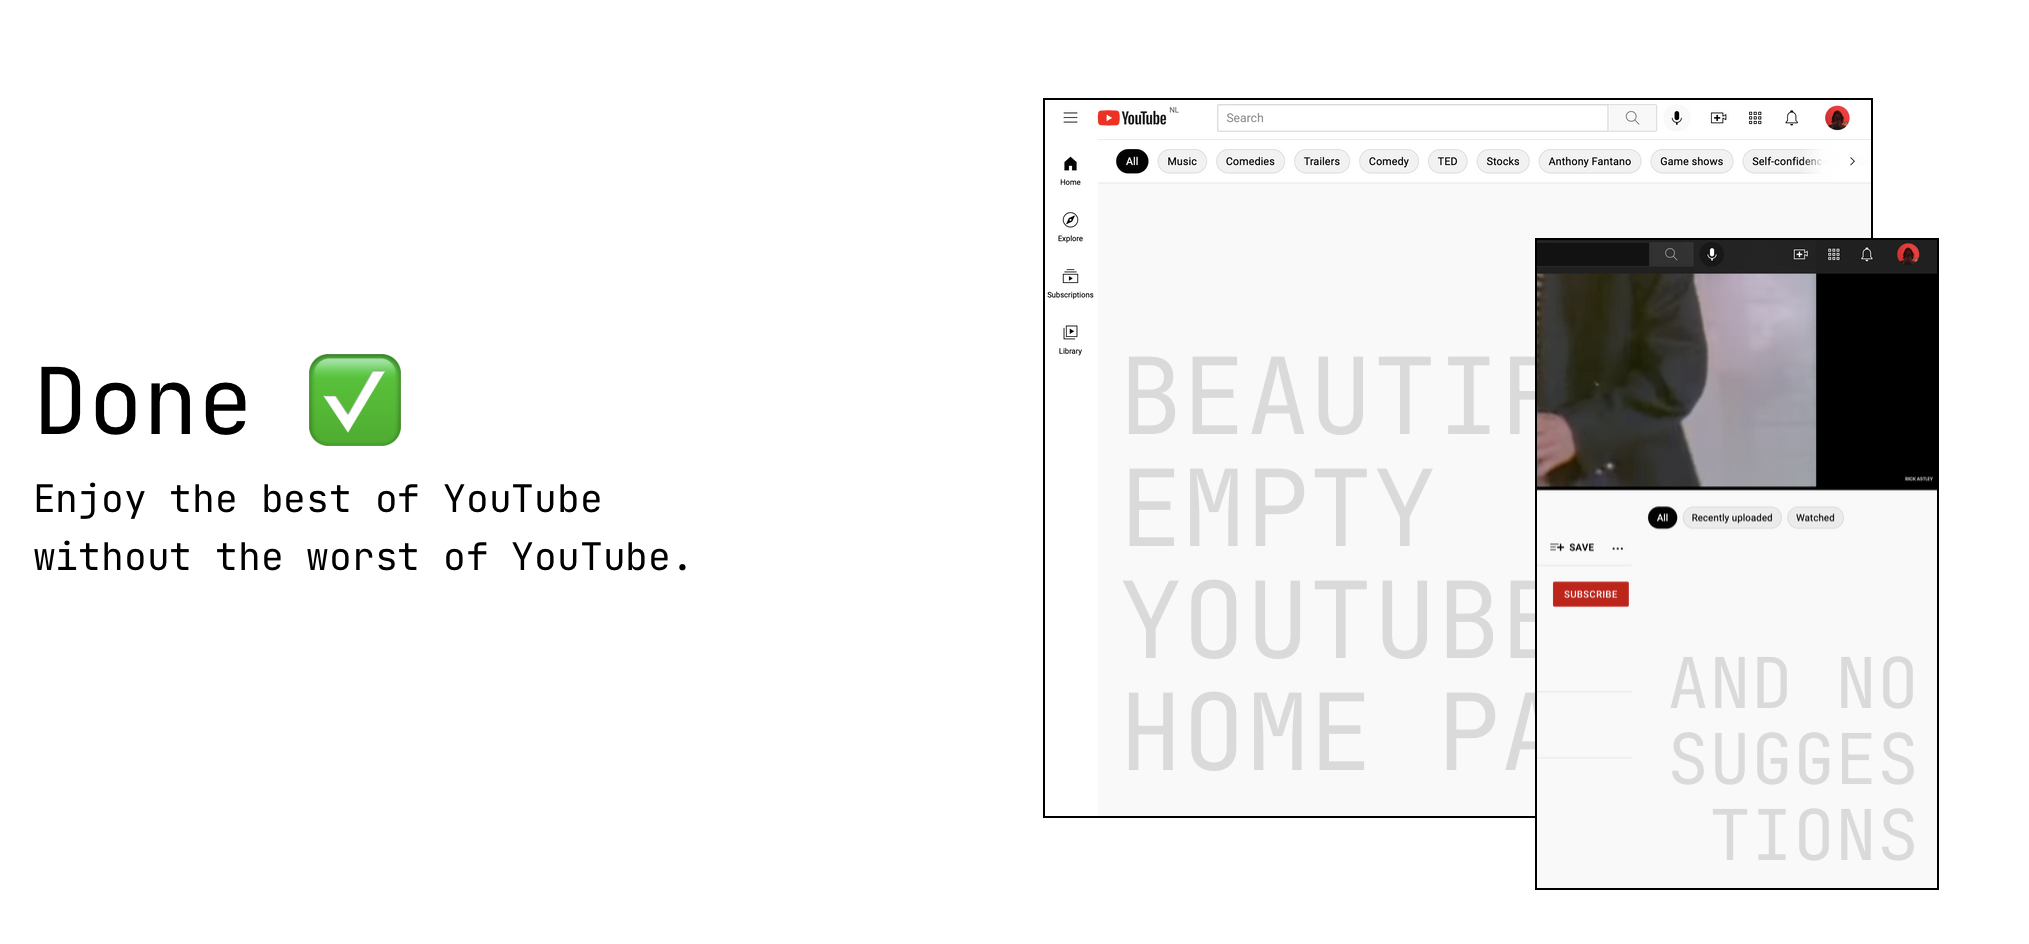 Done ✅
Enjoy the best of YouTube
without the worst of YouTube.
YouTube NL
Search
All Music Comedies Trailers Comedy TED Stocks Anthony Fantano Game shows Self-confidenc
Home
Explore
Subscriptions
Library
BEAUTIF
EMPTY
YOUTUBE
HOME PA
RICK ASTLEY
All Recently uploaded Watched
SAVE ...
SUBSCRIBE
AND NO
SUGGES
TIONS